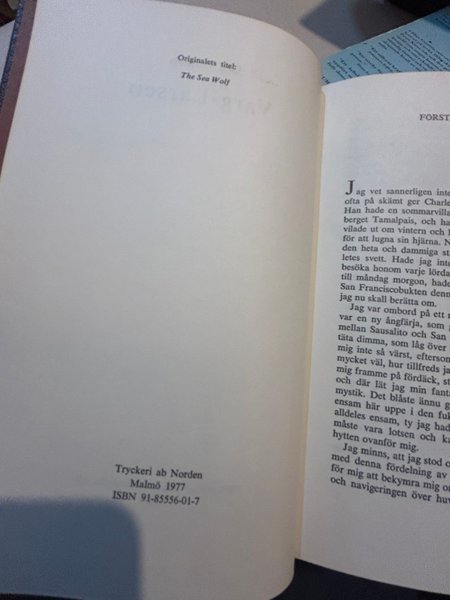 Originalets titel:
The Sea Wolf
Tryckeri ab Norden
Malmö 1977
ISBN 91-85556-01-7
FORST
Jag vet sannerligen inte
ofta på skämt ger Charle
Han hade en sommarvilla
berget Tamalpais, och ha
vilade ut om vintern och l
för att lugna sin hjärna. N
den heta och dammiga st
letes svett. Hade jag int
besöka honom varje lörda
till måndag morgon, hade
San Franciscobukten denn
jag nu skall berätta om.
Jag var ombord på ett n
var en ny ångfärja, som g
mellan Sausalito och San
täta dimma, som låg över
mig inte så värst, efterson
mycket väl, hur tillfreds ja
mig framme på fördäck, st
och där lät jag min fants
mystik. Det blåste ännu g
ensam här uppe i den fuk
alldeles ensam, ty jag had
måste vara lotsen och ka
hytten ovanför mig.
Jag minns, att jag stod o
med denna fördelning av
för mig att bekymra mig o
och navigeringen över huv